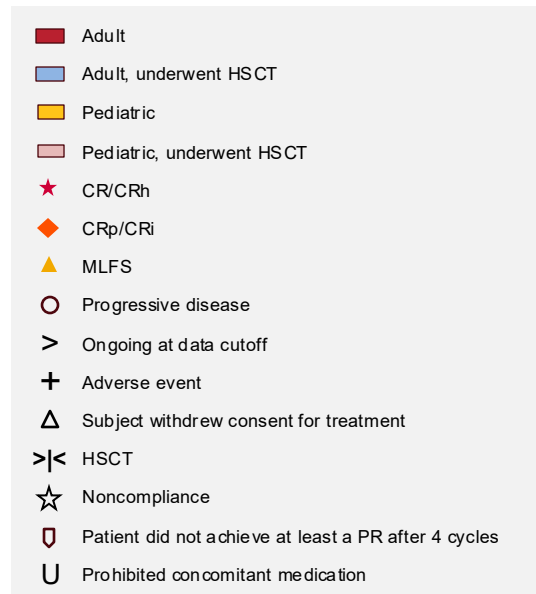 Adult
Adult, underwent HSCT
Pediatric
Pediatric, underwent HSCT
CR/CRh
CRp/CRi
MLFS
Progressive disease
> Ongoing at data cutoff
+ Adverse event
Subject withdrew consent for treatment
>|< HSCT
Noncompliance
Patient did not achieve at least a PR after 4 cycles
U Prohibited concomitant medication